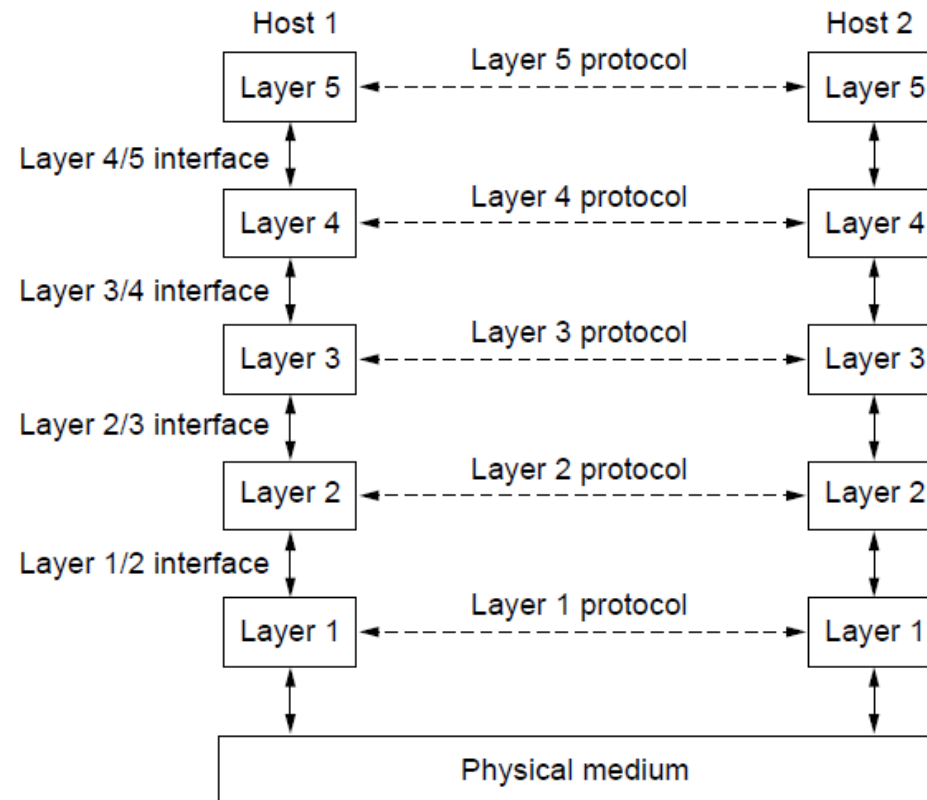 Host 1
Host 2
Layer 5 protocol
Layer 5
Layer 5
Layer 4/5 interface
Layer 4 protocol
Layer 4
Layer 4
Layer 3/4 interface
Layer 3 protocol
Layer 3
Layer 3
Layer 2/3 interface
Layer 2 protocol
Layer 2
Layer 2
Layer 1/2 interface
Layer 1 protocol
Layer 1
Layer 1
Physical medium